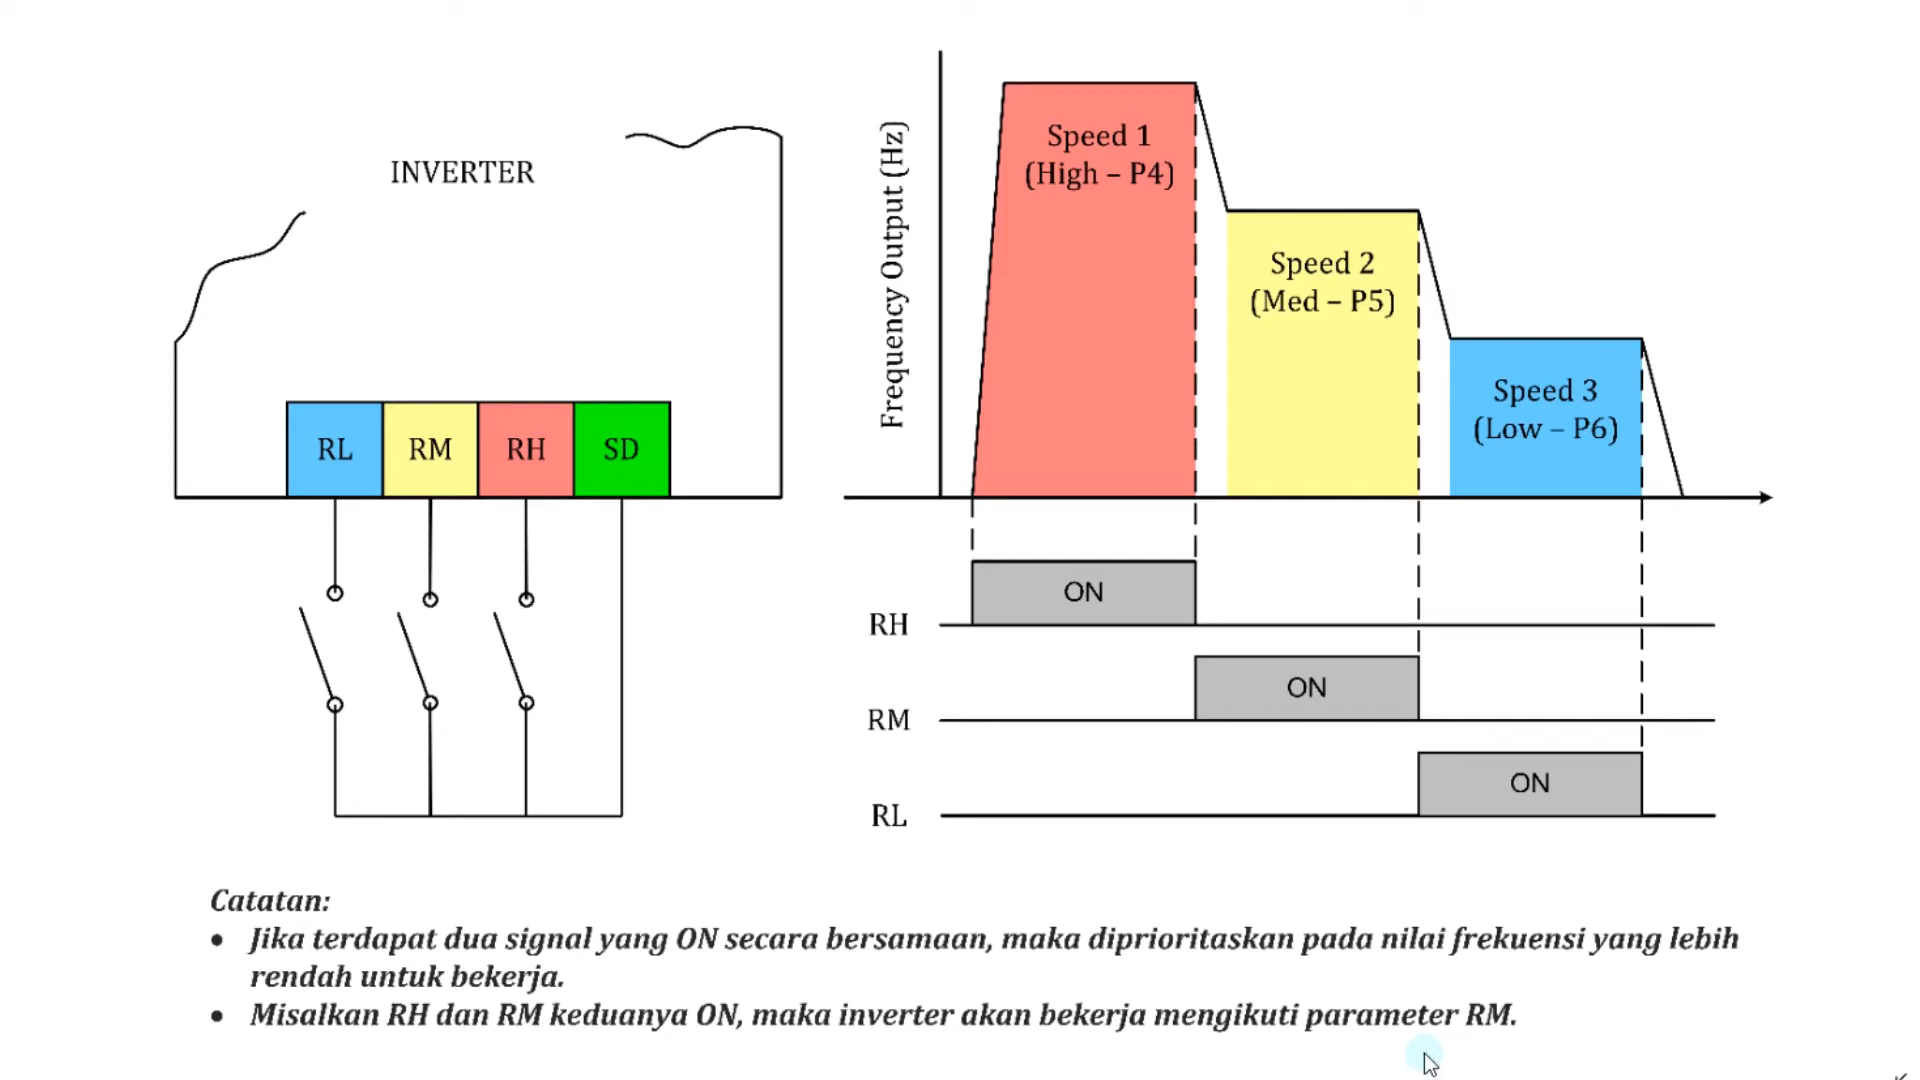 INVERTER
RL
RM
RH
SD
Frequency Output (Hz)
Speed 1
(High – P4)
Speed 2
(Med – P5)
Speed 3
(Low – P6)
RH
ON
RM
ON
RL
ON
Catatan:
• Jika terdapat dua signal yang ON secara bersamaan, maka diprioritaskan pada nilai frekuensi yang lebih
rendah untuk bekerja.
• Misalkan RH dan RM keduanya ON, maka inverter akan bekerja mengikuti parameter RM.